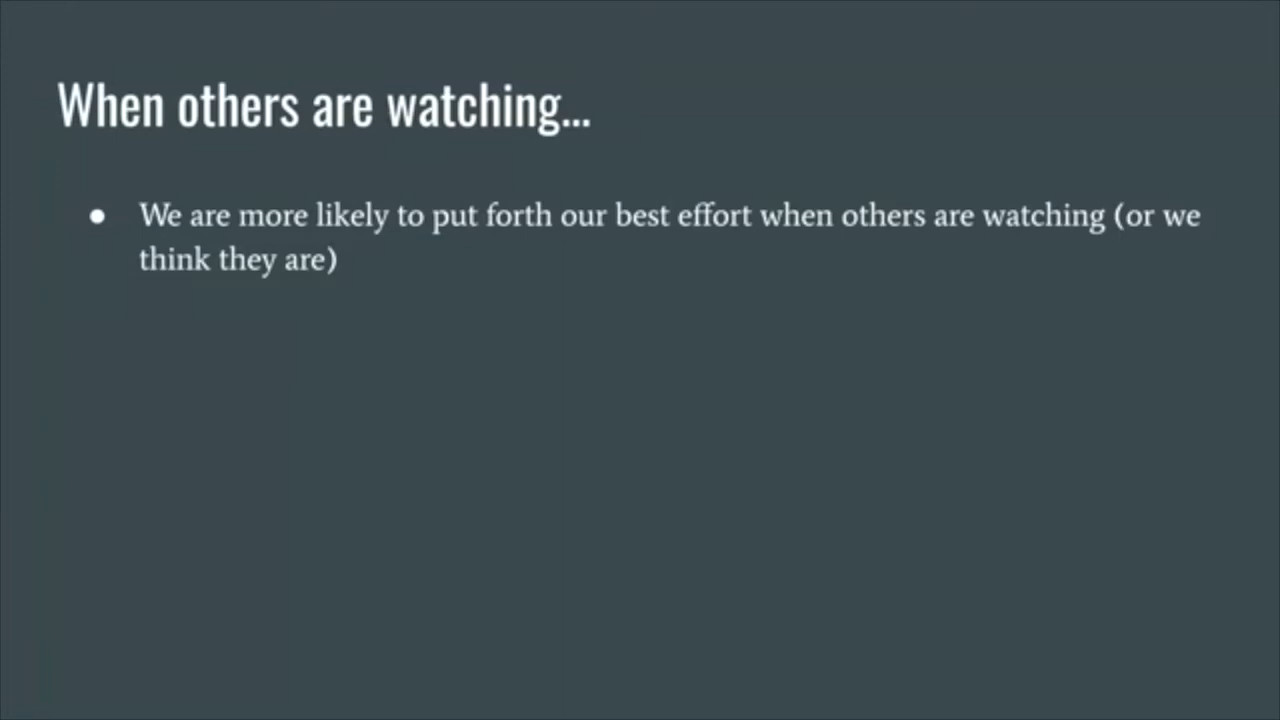 When others are watching...
● We are more likely to put forth our best effort when others are watching (or we
think they are)